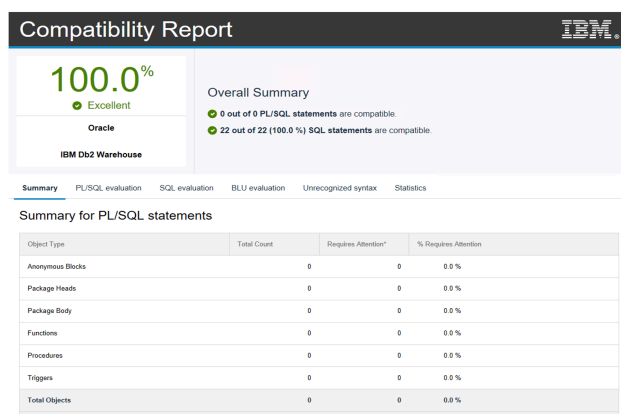 Compatibility Report
IBM®
100.0%
Excellent
Oracle
IBM Db2 Warehouse
Overall Summary
0 out of 0 PL/SQL statements are compatible.
22 out of 22 (100.0 %) SQL statements are compatible.
Summary PL/SQL evaluation SQL evaluation BLU evaluation Unrecognized syntax Statistics
Summary for PL/SQL statements
Object Type Total Count Requires Attention* % Requires Attention
Anonymous Blocks 0 0 0.0 %
Package Heads 0 0 0.0 %
Package Body 0 0 0.0 %
Functions 0 0 0.0 %
Procedures 0 0 0.0 %
Triggers 0 0 0.0 %
Total Objects 0 0 0.0 %